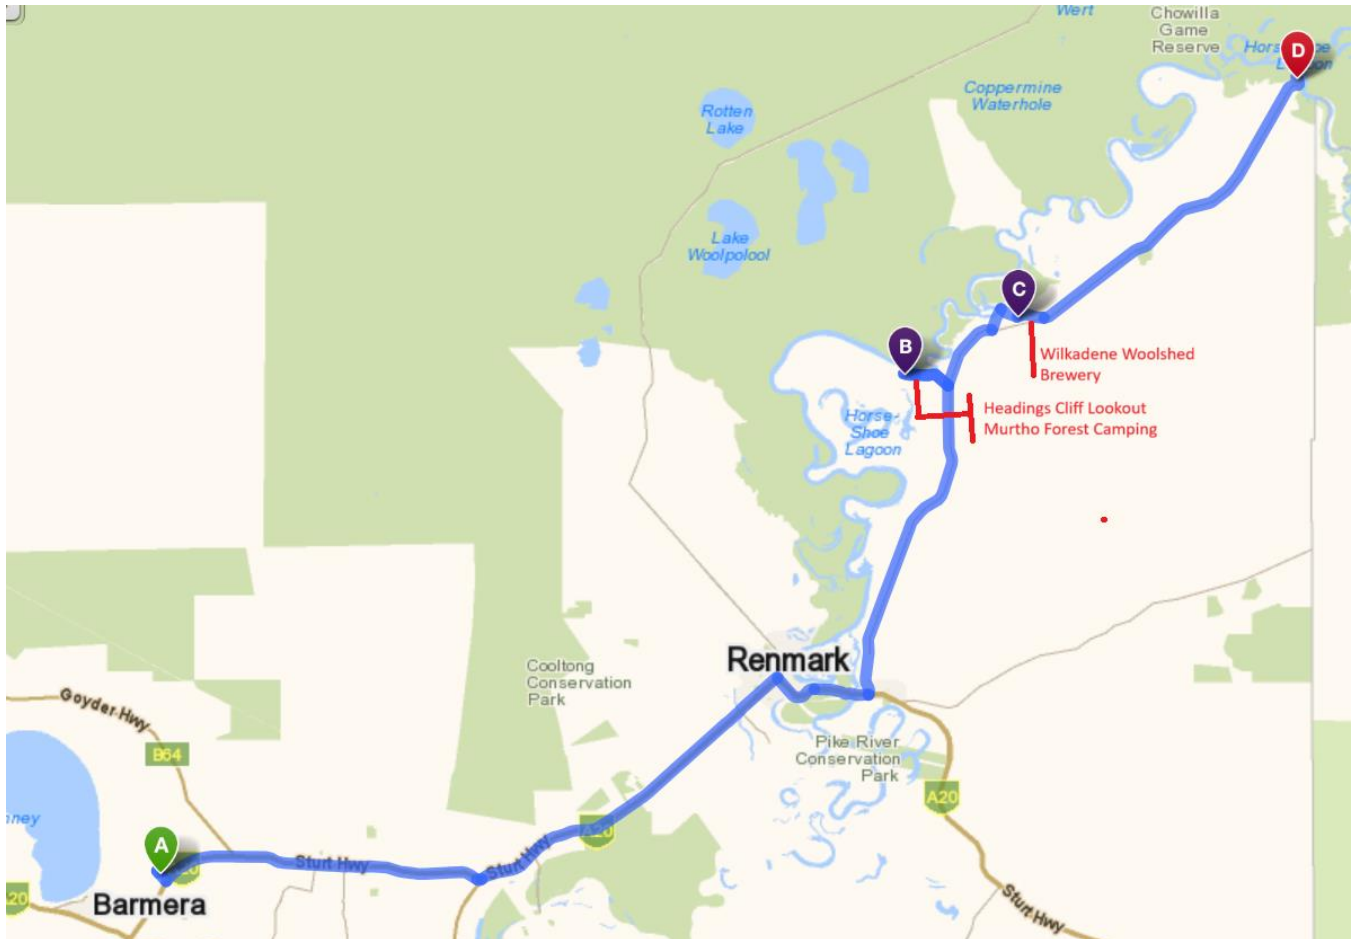 Wert
Chowilla
Game
Reserve
D
Coppermine
Waterhole
Rotten
Lake
Lake
Woolpolool
C
B
Wilkadene Woolshed
Brewery
Headings Cliff Lookout
Murtho Forest Camping
Horse-
Shoe
Lagoon
Renmark
Cooltong
Conservation
Park
Goyder Hwy
B64
Pike River
Conservation
Park
A20
A20
A
Sturt Hwy
Sturt Hwy
Sturt Hwy
Barmera